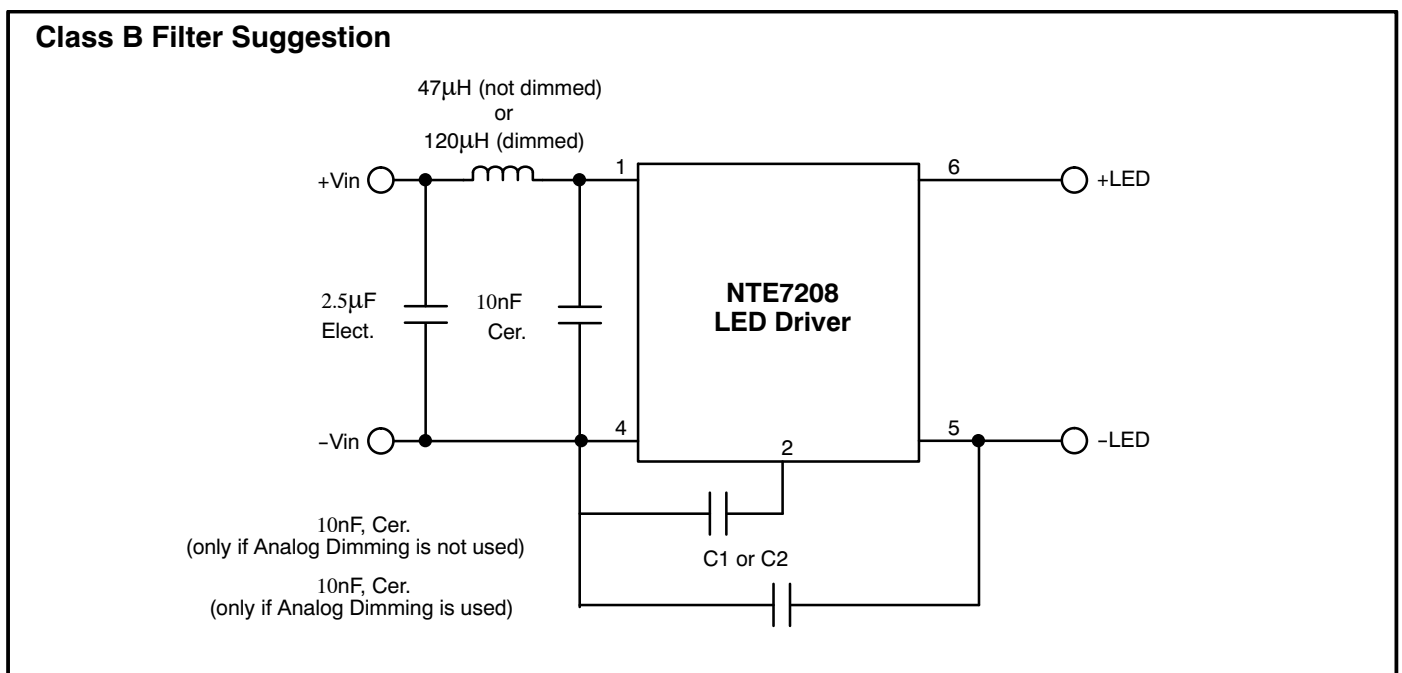 Class B Filter Suggestion
47μH (not dimmed)
or
120μH (dimmed)
+Vin
1
6
+LED
2.5μF
Elect.
10nF
Cer.
NTE7208
LED Driver
−Vin
4
2
5
−LED
10nF, Cer.
(only if Analog Dimming is not used)
C1 or C2
10nF, Cer.
(only if Analog Dimming is used)